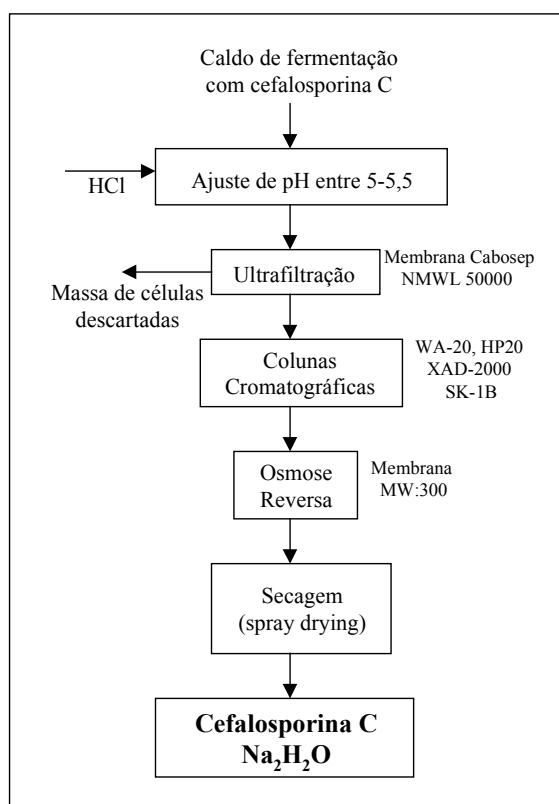 Caldo de fermentação
com cefalosporina C
HCl
Ajuste de pH entre 5-5,5
Ultrafiltração
Membrana Cabosep
NMWL 50000
Massa de células
descartadas
Colunas
Cromatográficas
WA-20, HP20
XAD-2000
SK-1B
Osmose
Reversa
Membrana
MW:300
Secagem
(spray drying)
Cefalosporina C
Na₂H₂O